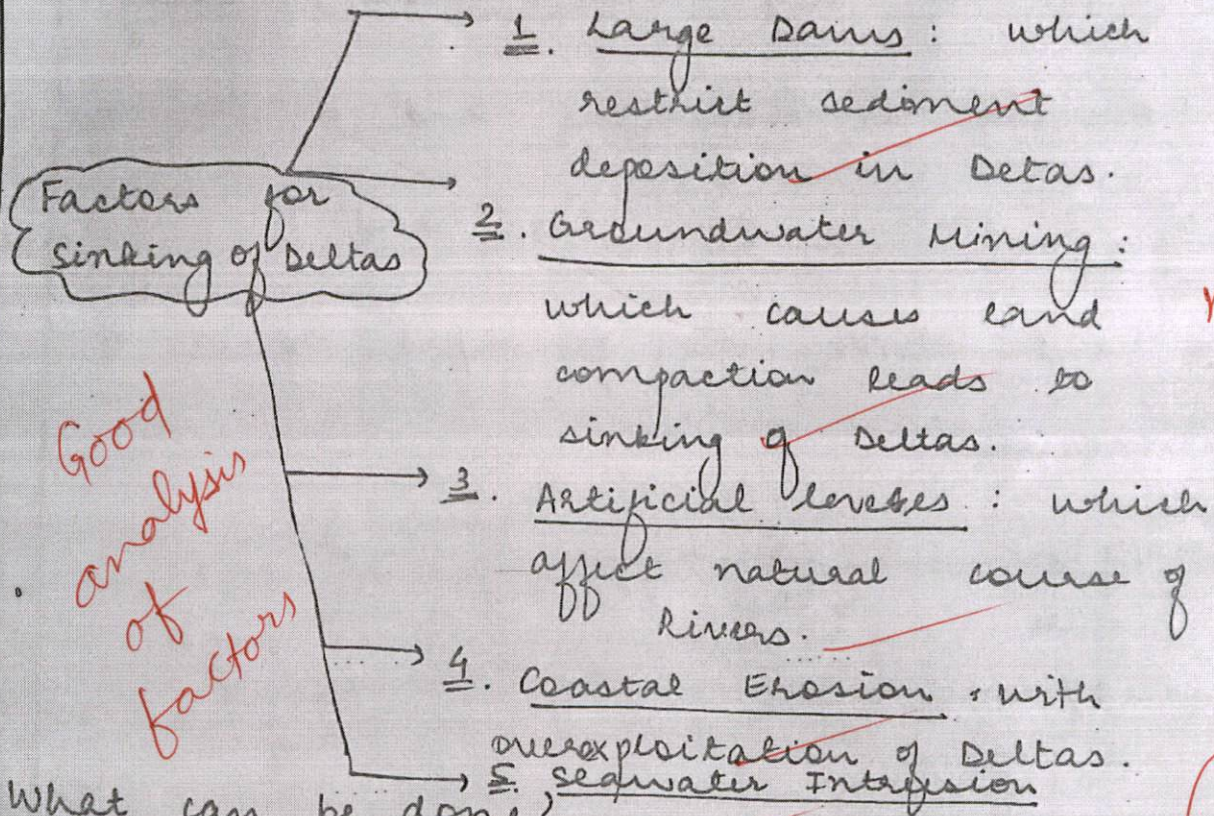 1. Large Dams: which
restrict sediment
deposition in Detas.
Factors for
Sinking of Deltas
2. Groundwater Mining:
which causes land
compaction leads to
sinking of Deltas.
3. Artificial levees: which
affect natural course of
Rivers.
4. Coastal Erosion: with
overexploitation of Deltas.
5. Seawater Intrusion
Good
analysis
of
factors
What can be done?